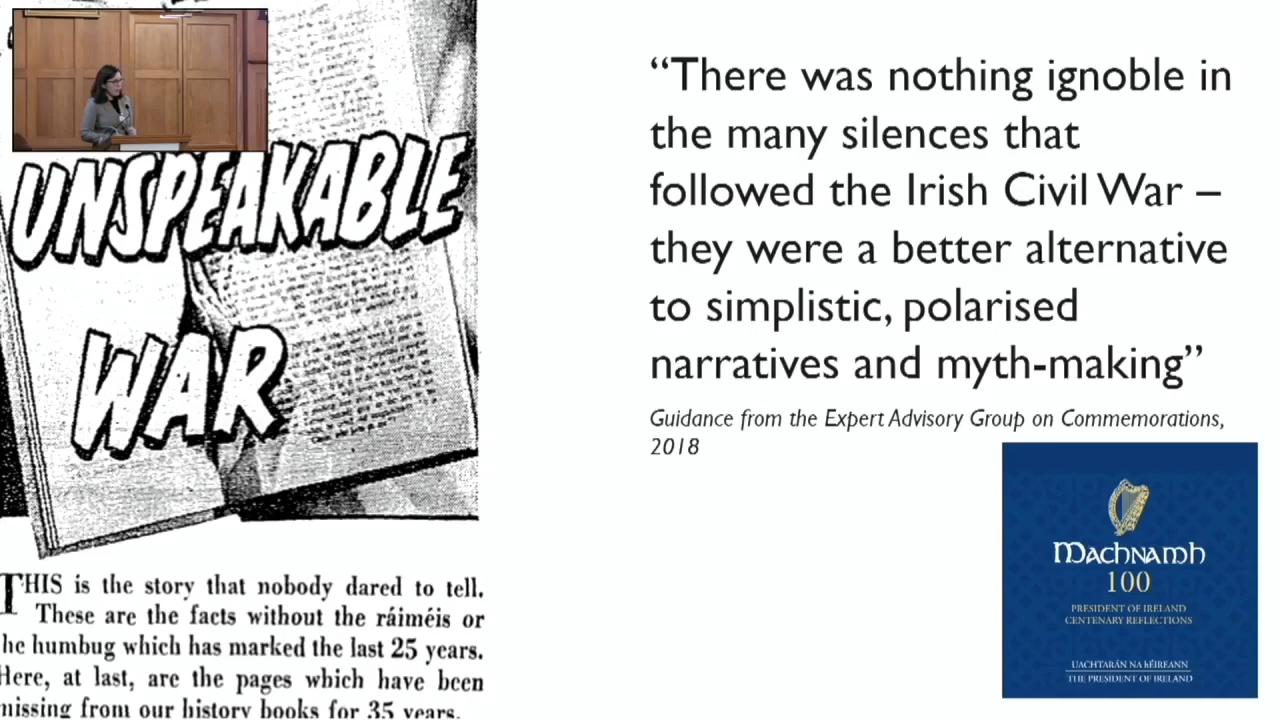 UNSPEAKABLE
WAR
THIS is the story that nobody dared to tell.
These are the facts without the ráiméis or
he humbug which has marked the last 25 years.
Here, at last, are the pages which have been
missing from our history books for 35 years.
“There was nothing ignoble in
the many silences that
followed the Irish Civil War –
they were a better alternative
to simplistic, polarised
narratives and myth-making”
Guidance from the Expert Advisory Group on Commemorations,
2018
Machnamh
100
PRESIDENT OF IRELAND
CENTENARY REFLECTIONS
UACHTARÁN NA hÉIREANN
THE PRESIDENT OF IRELAND